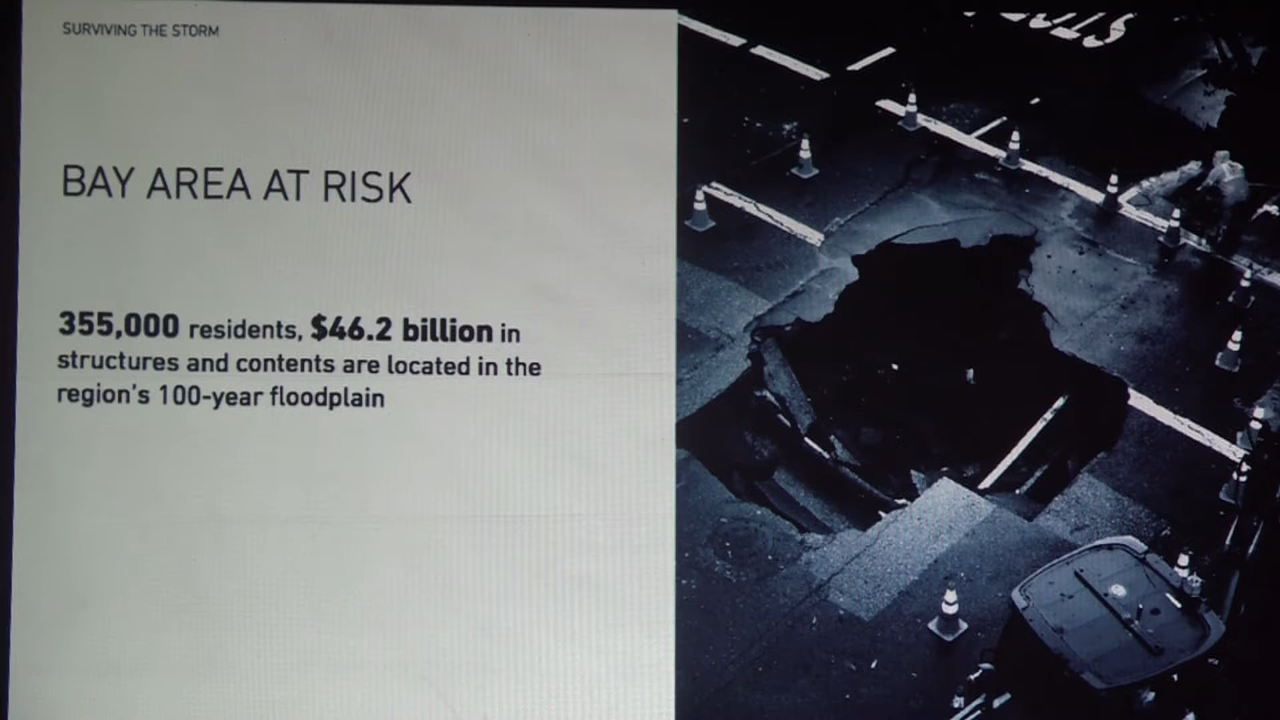 SURVIVING THE STORM
BAY AREA AT RISK
355,000 residents, $46.2 billion in
structures and contents are located in the
region's 100-year floodplain